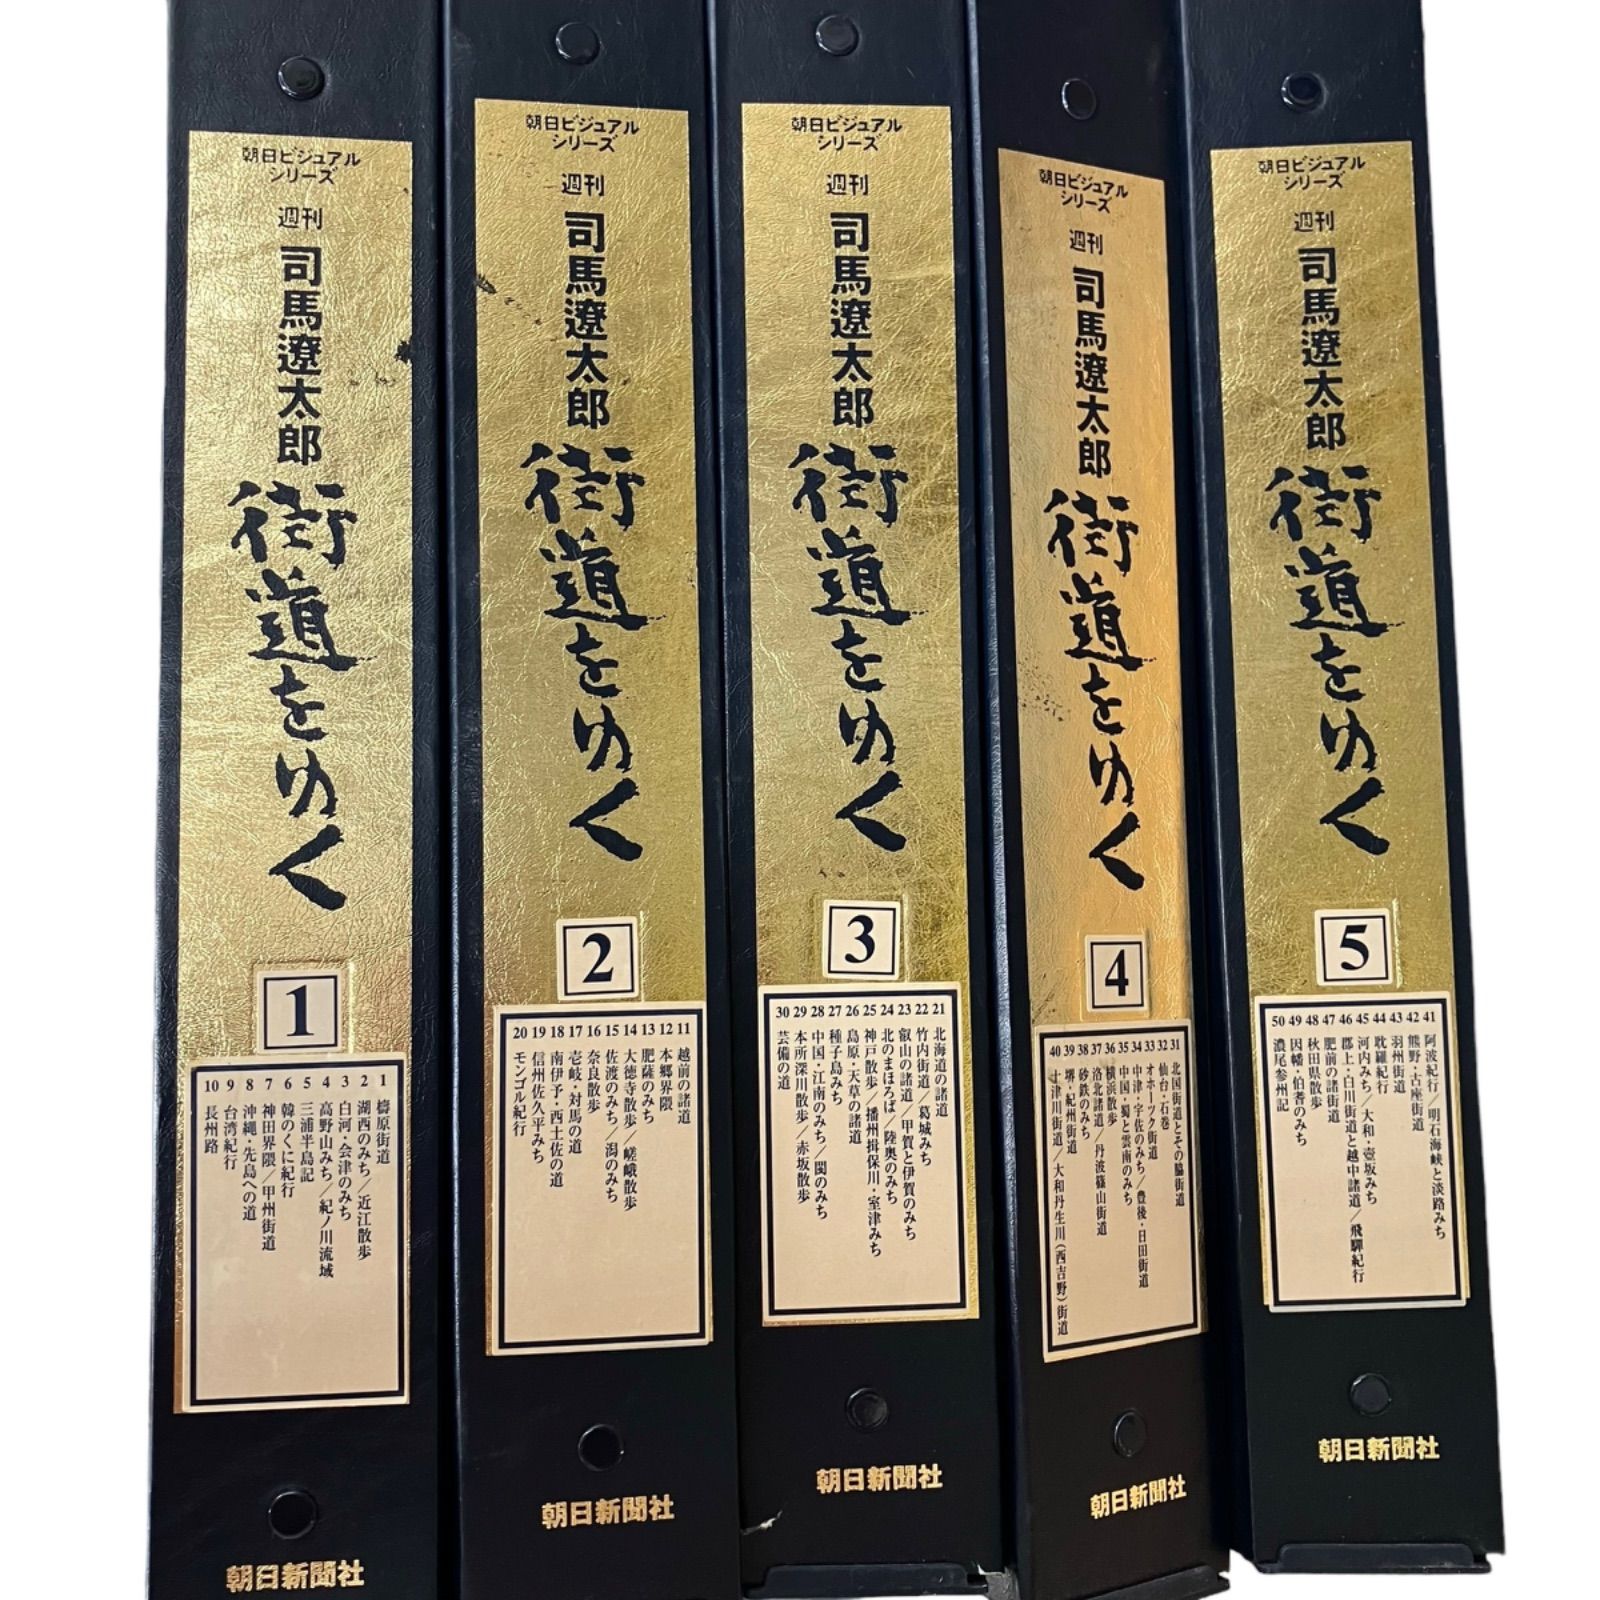 朝日ビジュアル
シリーズ
週刊
司馬遼太郎
街道をゆく
1
1 檮原街道
2 湖西のみち／近江散歩
3 白河・会津のみち
4 高野山みち／紀ノ川流域
5 三浦半島記
6 韓のくに紀行
7 神田界隈／甲州街道
8 沖縄・先島への道
9 台湾紀行
10 長州路
朝日新聞社
朝日ビジュアル
シリーズ
週刊
司馬遼太郎
街道をゆく
2
11 越前の諸道
12 本郷界隈
13 肥薩のみち
14 大徳寺散歩／嵯峨散歩
15 佐渡のみち／潟のみち
16 奈良散歩
17 壱岐・対馬の道
18 南伊予・西土佐の道
19 信州佐久平みち
20 モンゴル紀行
朝日新聞社
朝日ビジュアル
シリーズ
週刊
司馬遼太郎
街道をゆく
3
21 北海道の諸道
22 竹内街道／葛城みち
23 叡山の諸道／甲賀と伊賀のみち
24 北のまほろば／陸奥のみち
25 神戸散歩／播州揖保川・室津みち
26 島原・天草の諸道
27 種子島みち
28 中国・江南のみち／閩のみち
29 本所深川散歩／赤坂散歩
30 芸備の道
朝日新聞社
朝日ビジュアル
シリーズ
週刊
司馬遼太郎
街道をゆく
4
31 北国街道とその脇街道
32 仙台・石巻
33 オホーツク街道
34 中津・宇佐のみち／豊後・日田街道
35 中国・蜀と雲南のみち
36 横浜散歩
37 洛北諸道／丹波篠山街道
38 砂鉄のみち
39 堺・紀州街道
40 十津川街道／大和丹生川（西吉野）街道
朝日新聞社
朝日ビジュアル
シリーズ
週刊
司馬遼太郎
街道をゆく
5
41 阿波紀行／明石海峡と淡路みち
42 熊野・古座街道
43 羽州街道
44 耽羅紀行
45 河内みち／大和・壺坂みち
46 郡上・白川街道と越中諸道／飛騨紀行
47 肥前の諸街道
48 秋田県散歩
49 因幡・伯耆のみち
50 濃尾参州記
朝日新聞社